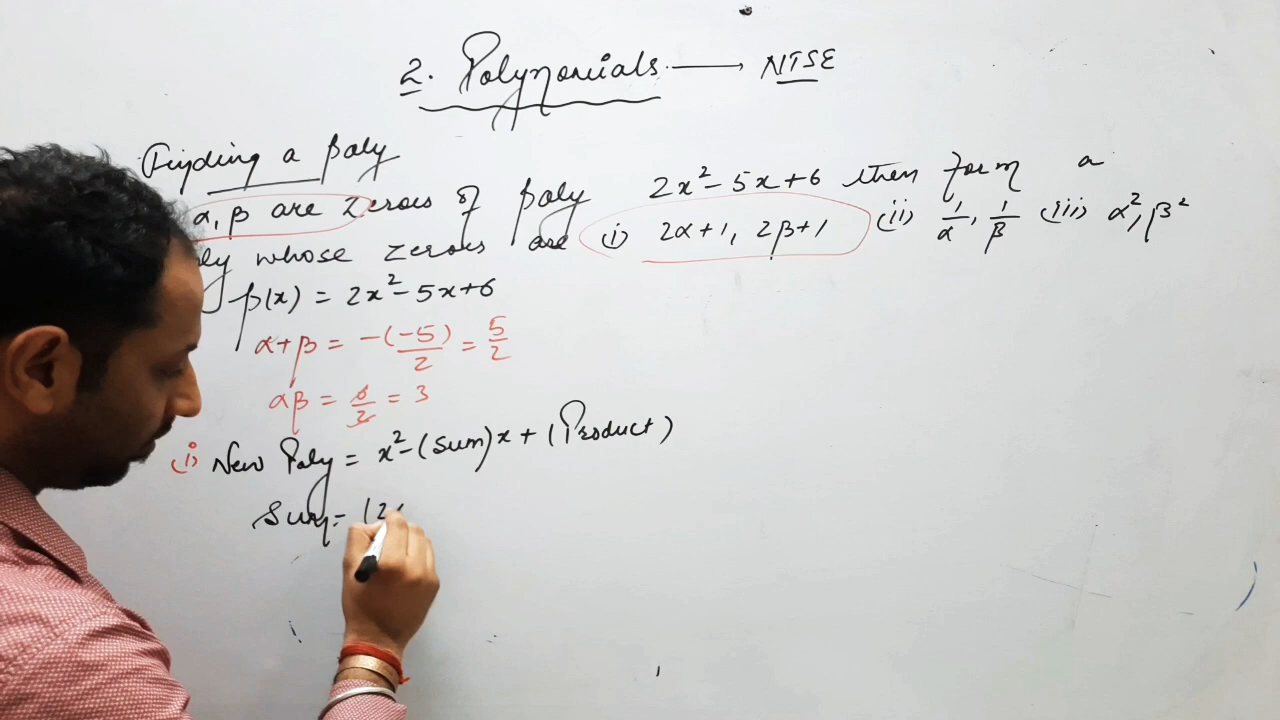 2. Polynomials → NTSE
Finding a poly
α, β are zeroes of poly 2x² - 5x + 6 then form a
whose zeroes are (i) 2α+1, 2β+1 (ii) 1/α, 1/β (iii) α², β²
p(x) = 2x² - 5x + 6
α+β = -(-5)/2 = 5/2
αβ = 6/2 = 3
(i) New Poly = x² - (Sum)x + (Product)
Sum = (2